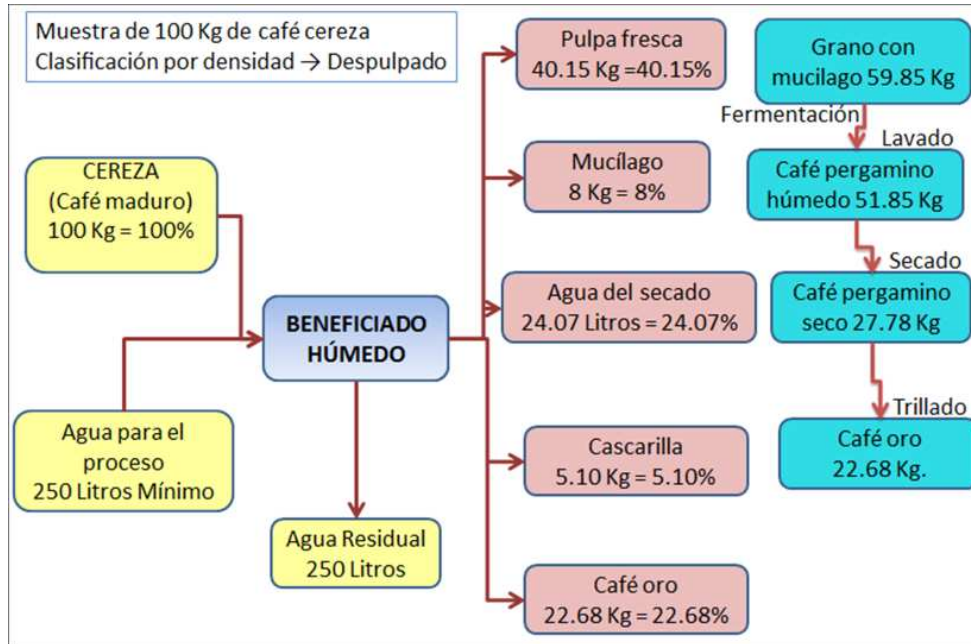 Muestra de 100 Kg de café cereza
Clasificación por densidad → Despulpado
CEREZA
(Café maduro)
100 Kg = 100%
Agua para el
proceso
250 Litros Mínimo
BENEFICIADO
HÚMEDO
Agua Residual
250 Litros
Pulpa fresca
40.15 Kg =40.15%
Mucílago
8 Kg = 8%
Agua del secado
24.07 Litros = 24.07%
Cascarilla
5.10 Kg = 5.10%
Café oro
22.68 Kg = 22.68%
Grano con
mucilago 59.85 Kg
Fermentación
Lavado
Café pergamino
húmedo 51.85 Kg
Secado
Café pergamino
seco 27.78 Kg
Trillado
Café oro
22.68 Kg.